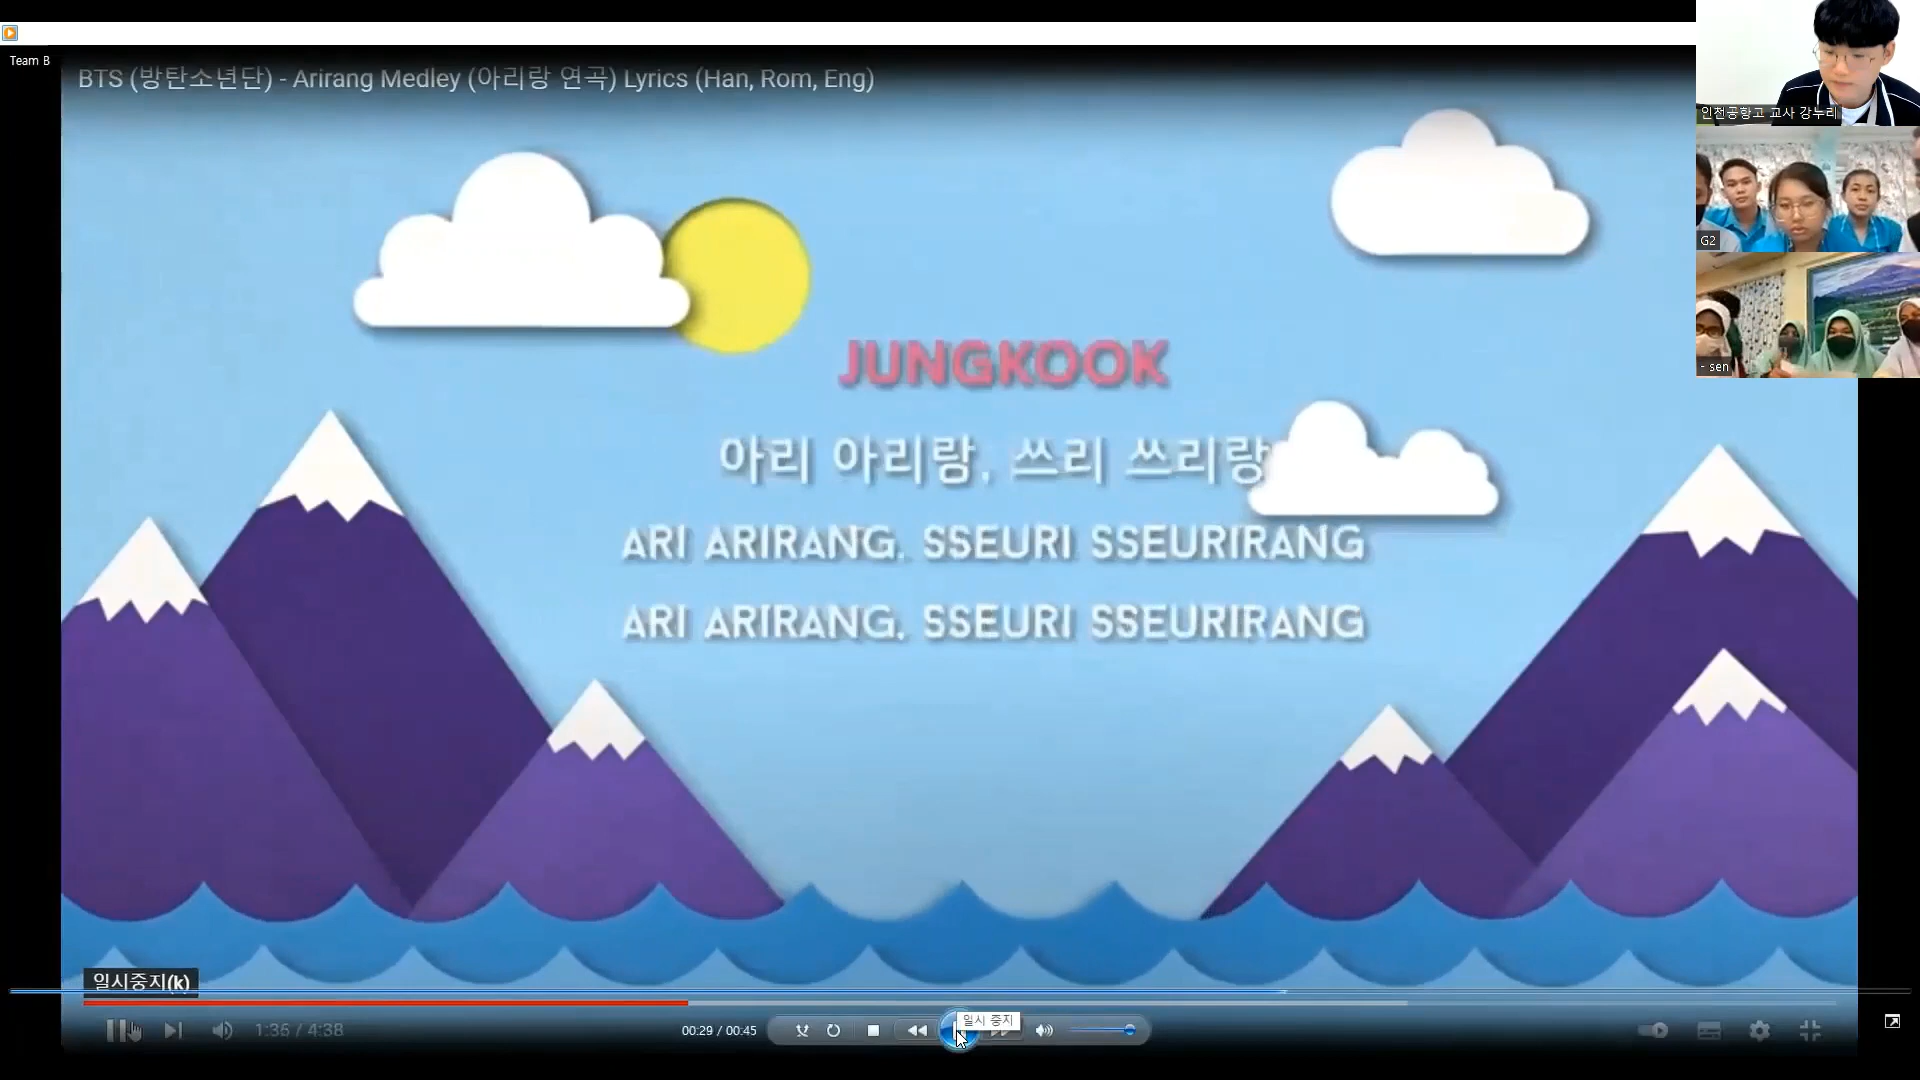 Team B
BTS (방탄소년단) - Arirang Medley (아리랑 연곡) Lyrics (Han, Rom, Eng)
인천공항고 교사 강누리
G2
- sen
JUNGKOOK
아리 아리랑, 쓰리 쓰리랑
ARI ARIRANG, SSEURI SSEURIRANG
ARI ARIRANG, SSEURI SSEURIRANG
일시중지(k)
1:36 / 4:38
00:29 / 00:45
일시 중지